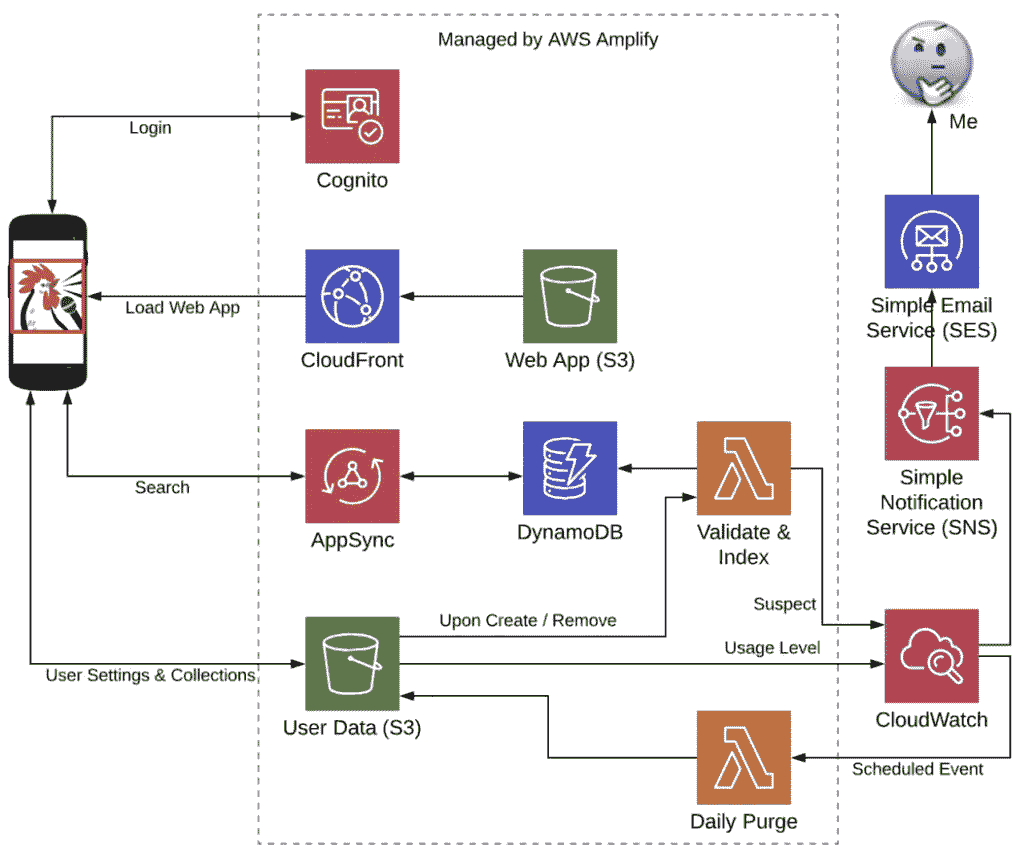 Managed by AWS Amplify
Me
Login
Cognito
Load Web App
CloudFront
Web App (S3)
Simple Email
Service (SES)
Search
AppSync
DynamoDB
Validate &
Index
Simple
Notification
Service (SNS)
Suspect
Upon Create / Remove
Usage Level
User Settings & Collections
User Data (S3)
CloudWatch
Scheduled Event
Daily Purge